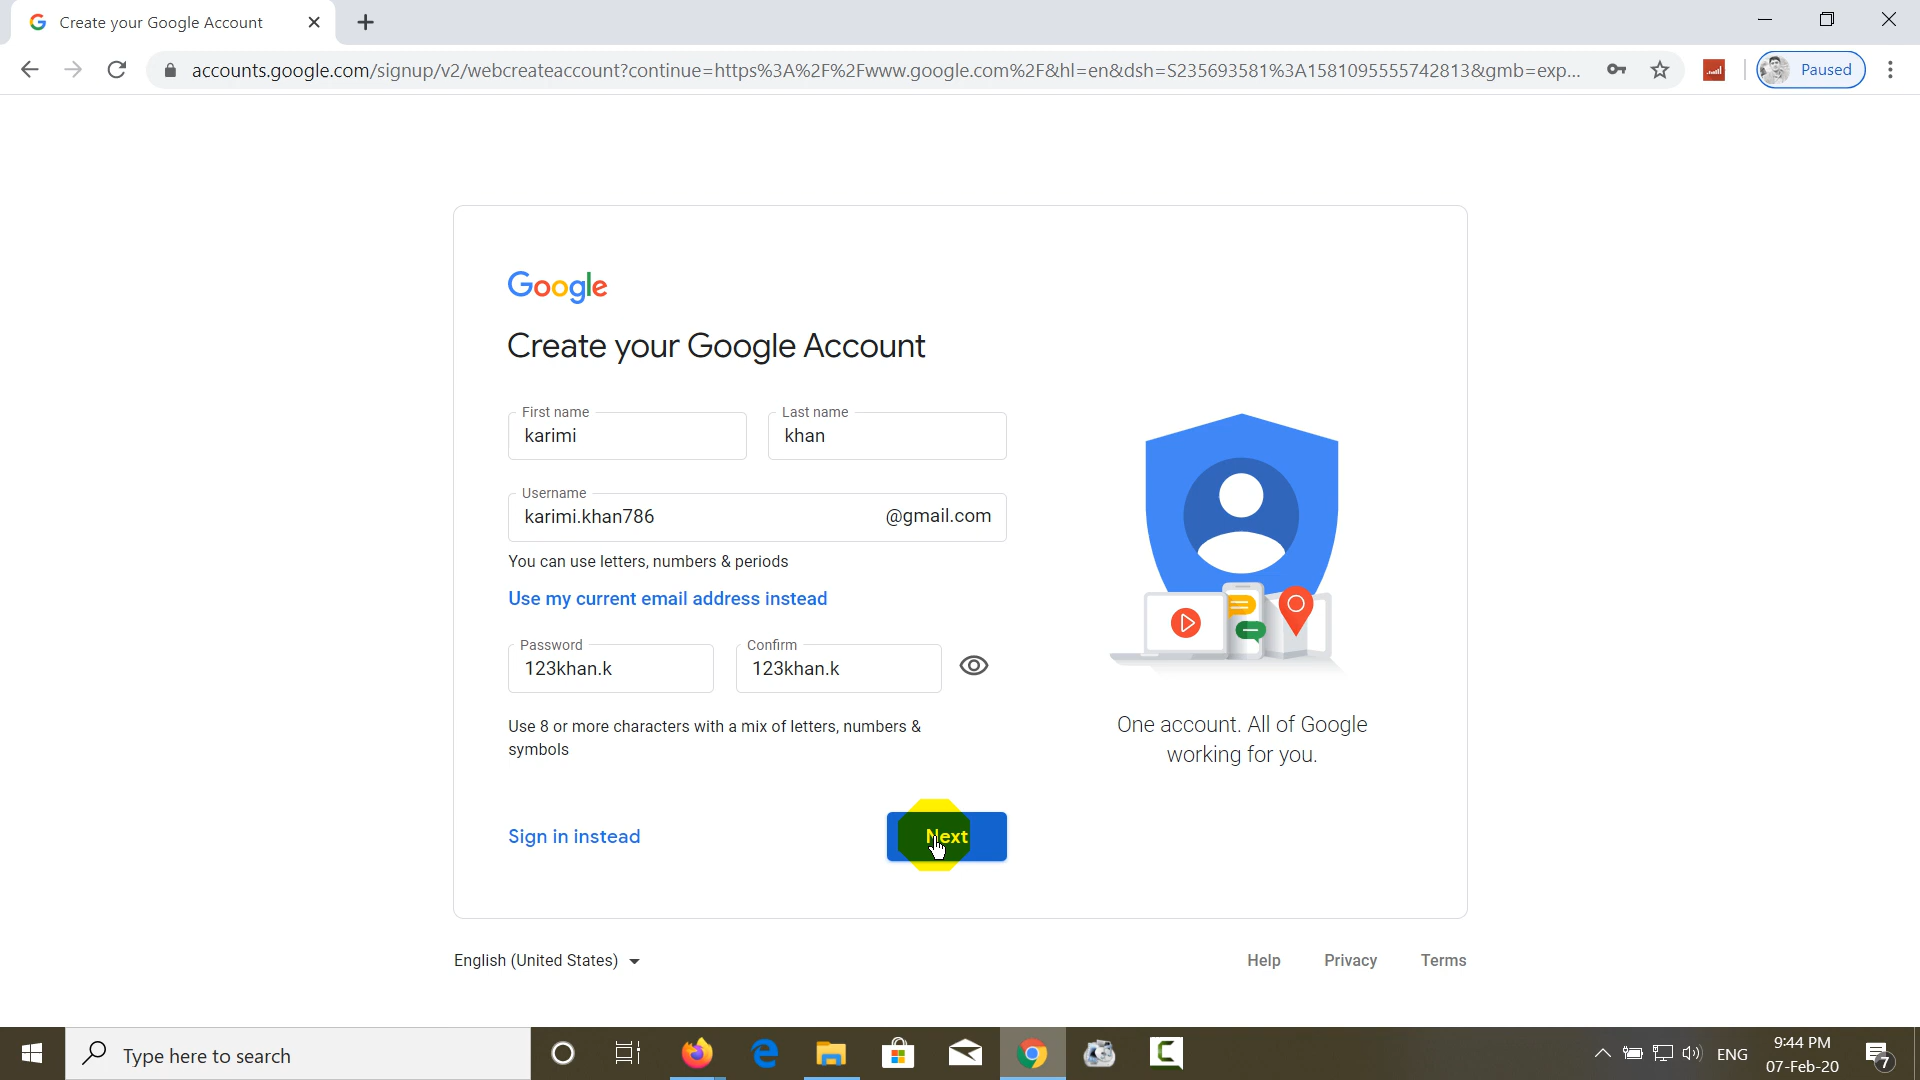 Create your Google Account
accounts.google.com/signup/v2/webcreateaccount?continue=https%3A%2F%2Fwww.google.com%2F&hl=en&dsh=S235693581%3A1581095555742813&gmb=exp...
Paused
Google
Create your Google Account
First name
karimi
Last name
khan
Username
karimi.khan786
@gmail.com
You can use letters, numbers & periods
Use my current email address instead
Password
123khan.k
Confirm
123khan.k
Use 8 or more characters with a mix of letters, numbers &
symbols
Sign in instead
Next
One account. All of Google
working for you.
English (United States)
Help
Privacy
Terms
Type here to search
ENG
9:44 PM
07-Feb-20
7